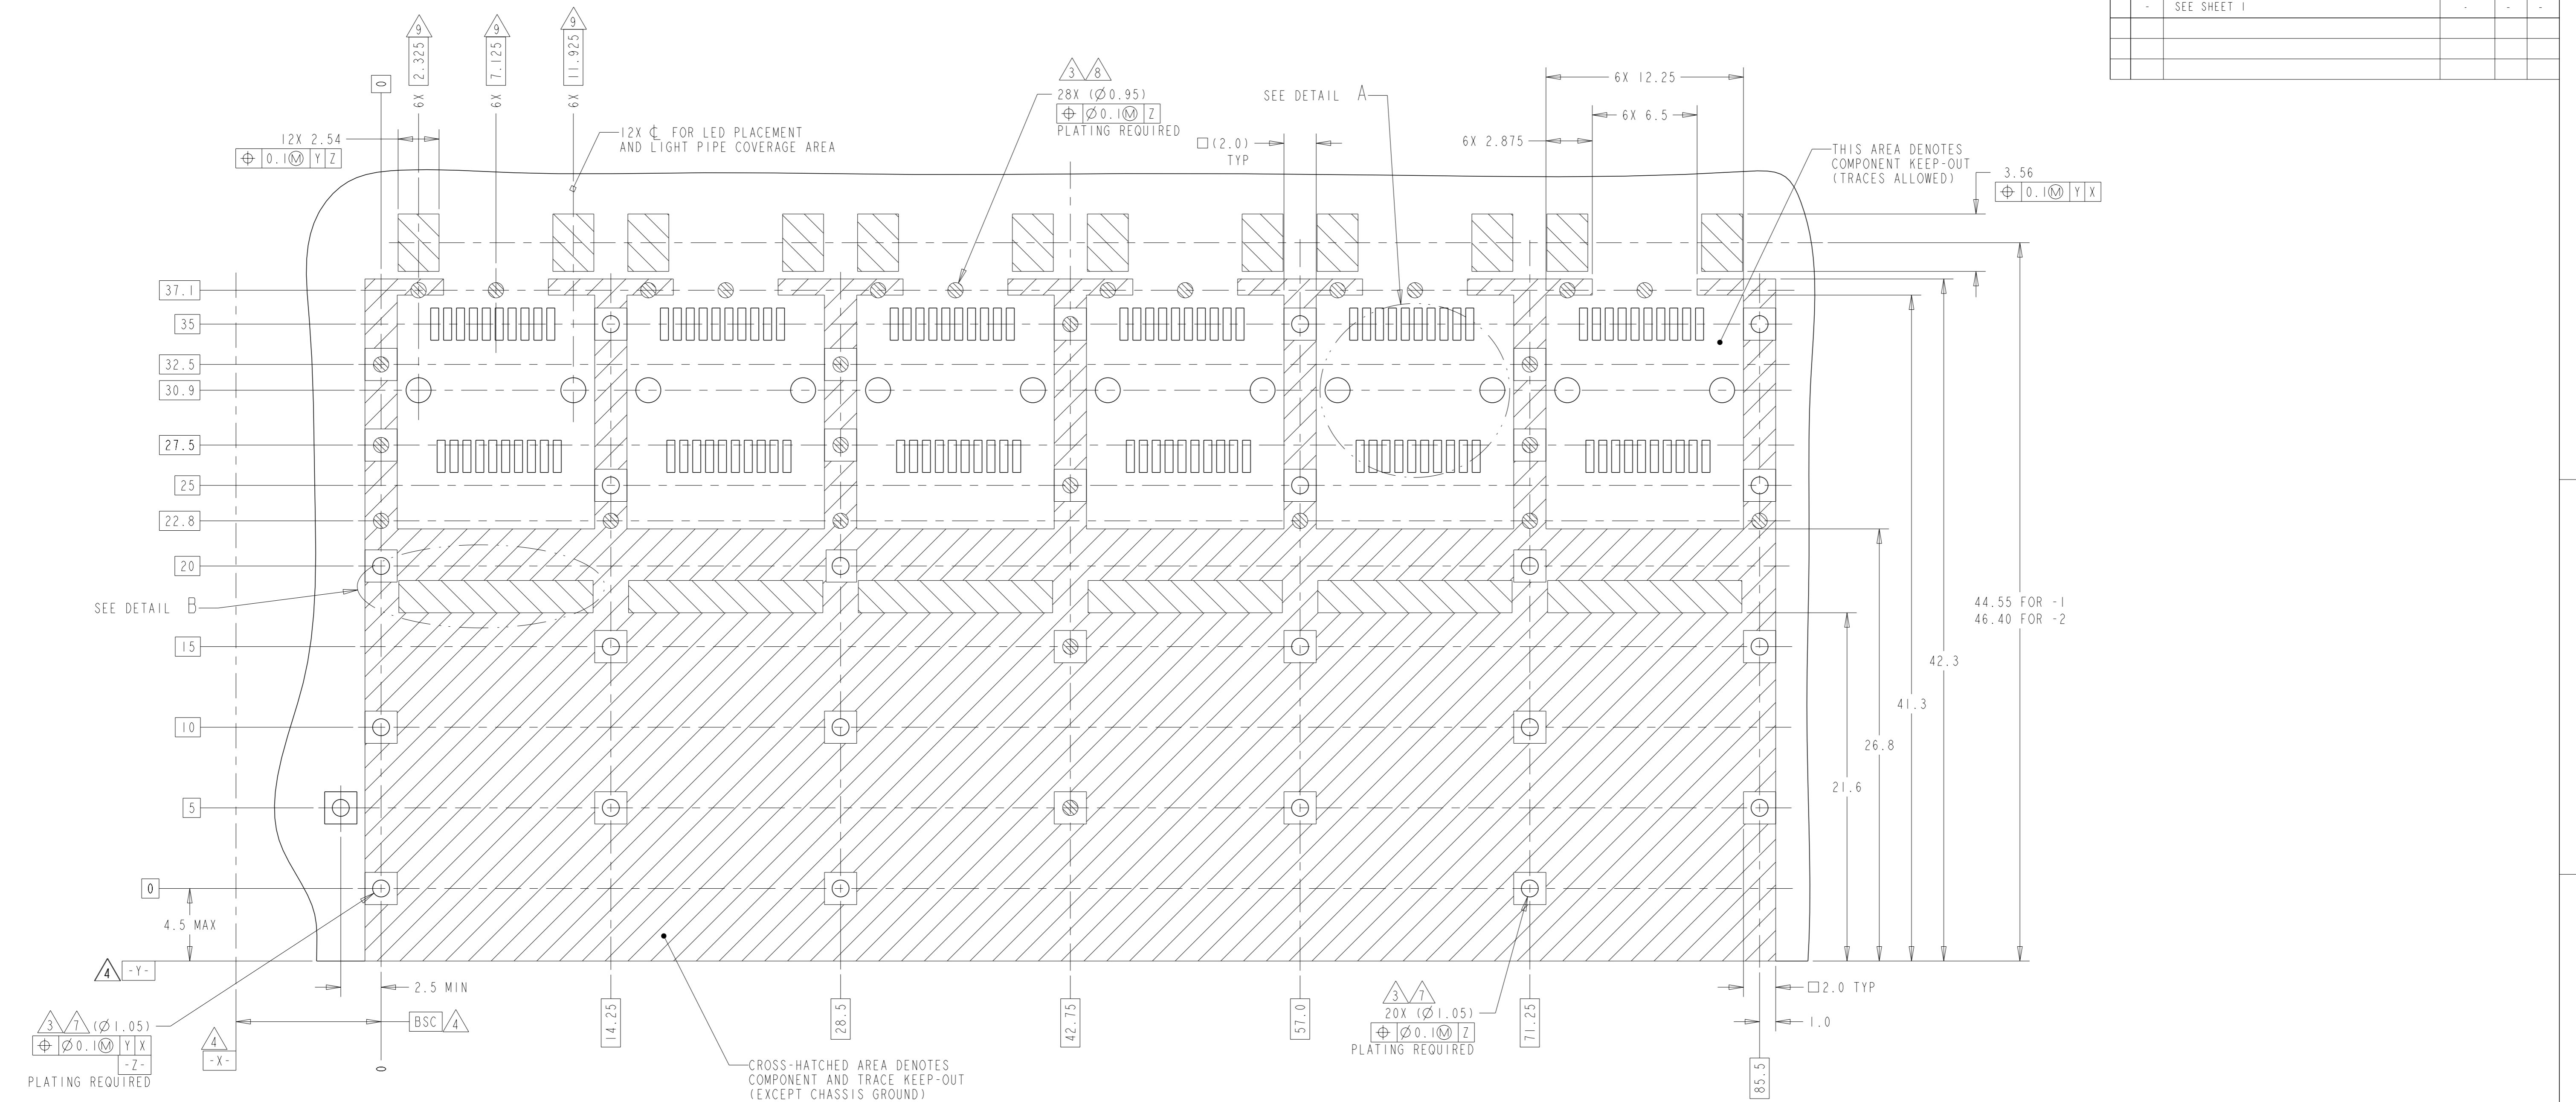 - SEE SHEET 1 - - -
9 9 9
6X 2.325
6X 7.125
6X 11.925
0
12X 2.54
⌖ 0.1Ⓜ Y Z
12X ℄ FOR LED PLACEMENT
AND LIGHT PIPE COVERAGE AREA
3 8
28X (Ø0.95)
⌖ Ø0.1Ⓜ Z
PLATING REQUIRED
SEE DETAIL A
□(2.0)
TYP
6X 12.25
6X 6.5
6X 2.875
THIS AREA DENOTES
COMPONENT KEEP-OUT
(TRACES ALLOWED)
3.56
⌖ 0.1Ⓜ Y X
37.1
35
32.5
30.9
27.5
25
22.8
20
SEE DETAIL B
15
10
5
0
4.5 MAX
4 -Y-
44.55 FOR -1
46.40 FOR -2
42.3
41.3
26.8
21.6
2.5 MIN
BSC 4
4
-X-
3 7 (Ø1.05)
⌖ Ø0.1Ⓜ Y X
-Z-
PLATING REQUIRED
0
14.25
28.5
42.75
57.0
71.25
85.5
CROSS-HATCHED AREA DENOTES
COMPONENT AND TRACE KEEP-OUT
(EXCEPT CHASSIS GROUND)
3 7
20X (Ø1.05)
⌖ Ø0.1Ⓜ Z
PLATING REQUIRED
□2.0 TYP
1.0